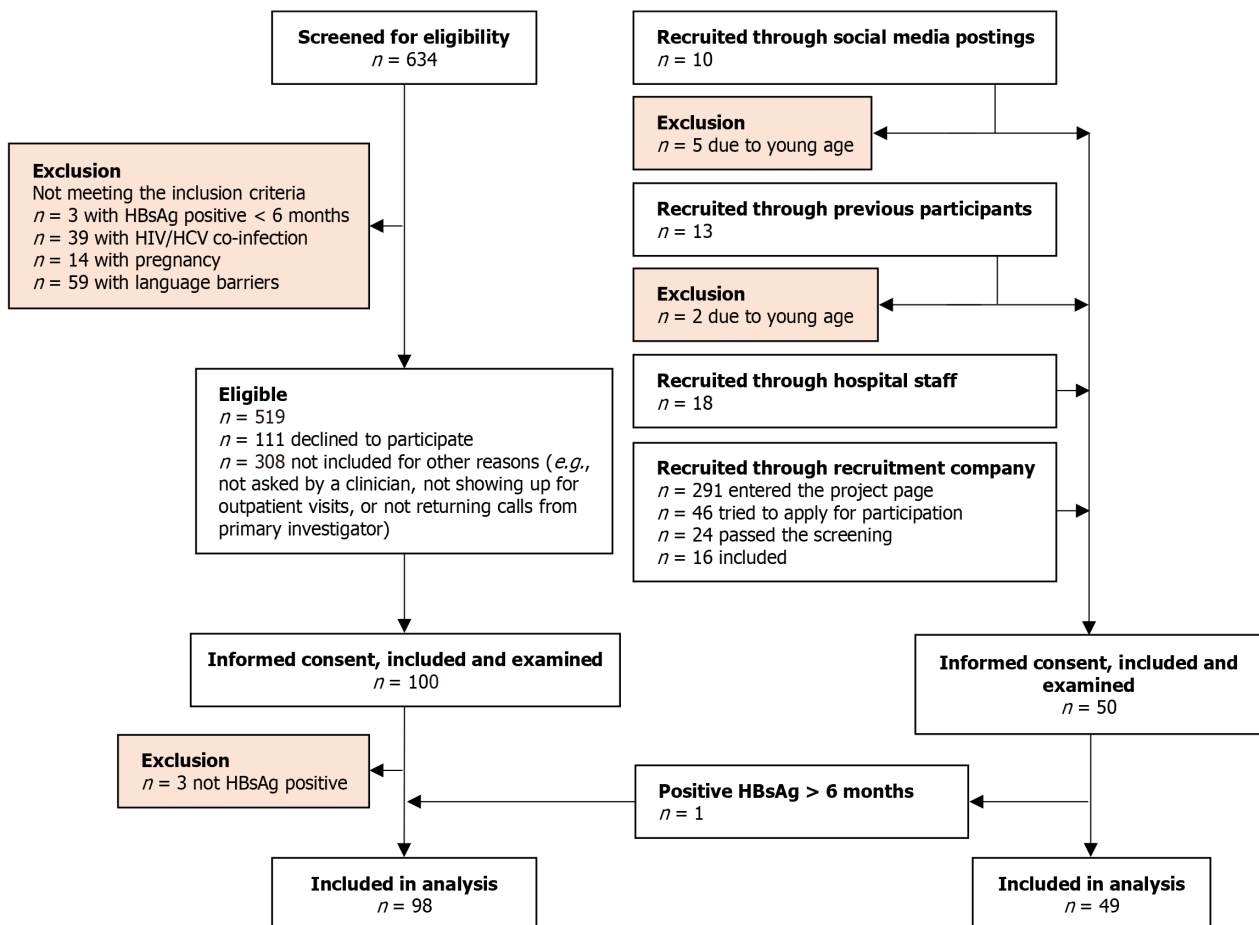 Screened for eligibility
n = 634
Exclusion
Not meeting the inclusion criteria
n = 3 with HBsAg positive < 6 months
n = 39 with HIV/HCV co-infection
n = 14 with pregnancy
n = 59 with language barriers
Eligible
n = 519
n = 111 declined to participate
n = 308 not included for other reasons (e.g.,
not asked by a clinician, not showing up for
outpatient visits, or not returning calls from
primary investigator)
Informed consent, included and examined
n = 100
Exclusion
n = 3 not HBsAg positive
Included in analysis
n = 98
Recruited through social media postings
n = 10
Exclusion
n = 5 due to young age
Recruited through previous participants
n = 13
Exclusion
n = 2 due to young age
Recruited through hospital staff
n = 18
Recruited through recruitment company
n = 291 entered the project page
n = 46 tried to apply for participation
n = 24 passed the screening
n = 16 included
Informed consent, included and
examined
n = 50
Positive HBsAg > 6 months
n = 1
Included in analysis
n = 49